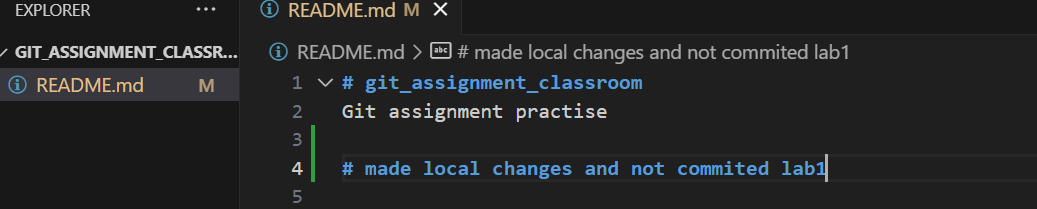 EXPLORER ...
README.md M ×
GIT_ASSIGNMENT_CLASSR...
README.md M
README.md > abc # made local changes and not commited lab1
1 # git_assignment_classroom
2 Git assignment practise
3
4 # made local changes and not commited lab1
5